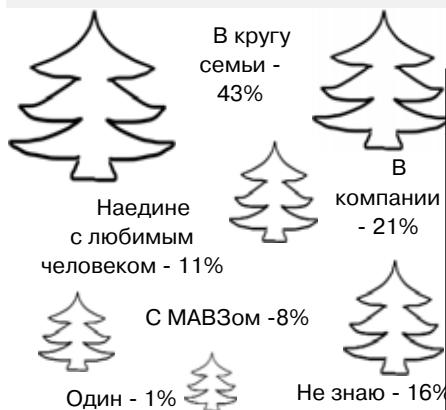 В кругу
семьи -
43%
В
компании
- 21%
Наедине
с любимым
человеком - 11%
С МАВЗом -8%
Один - 1%
Не знаю - 16%